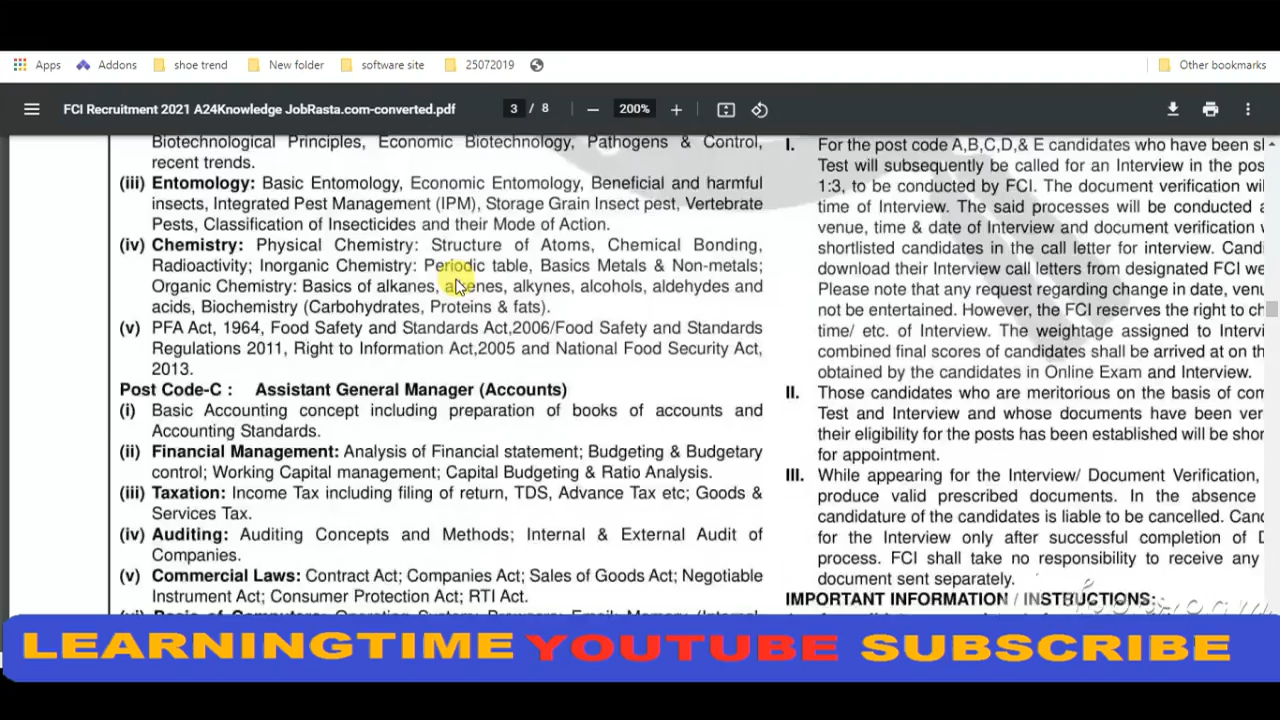 Apps Addons shoe trend New folder software site 25072019 Other bookmarks
FCI Recruitment 2021 A24Knowledge JobRasta.com-converted.pdf 3 / 8 200%
Biotechnological Principles, Economic Biotechnology, Pathogens & Control,
recent trends.
(iii) Entomology: Basic Entomology, Economic Entomology, Beneficial and harmful
insects, Integrated Pest Management (IPM), Storage Grain Insect pest, Vertebrate
Pests, Classification of Insecticides and their Mode of Action.
(iv) Chemistry: Physical Chemistry: Structure of Atoms, Chemical Bonding,
Radioactivity; Inorganic Chemistry: Periodic table, Basics Metals & Non-metals;
Organic Chemistry: Basics of alkanes, alkenes, alkynes, alcohols, aldehydes and
acids, Biochemistry (Carbohydrates, Proteins & fats).
(v) PFA Act, 1964, Food Safety and Standards Act,2006/Food Safety and Standards
Regulations 2011, Right to Information Act,2005 and National Food Security Act,
2013.
Post Code-C : Assistant General Manager (Accounts)
(i) Basic Accounting concept including preparation of books of accounts and
Accounting Standards.
(ii) Financial Management: Analysis of Financial statement; Budgeting & Budgetary
control; Working Capital management; Capital Budgeting & Ratio Analysis.
(iii) Taxation: Income Tax including filing of return, TDS, Advance Tax etc; Goods &
Services Tax.
(iv) Auditing: Auditing Concepts and Methods; Internal & External Audit of
Companies.
(v) Commercial Laws: Contract Act; Companies Act; Sales of Goods Act; Negotiable
Instrument Act; Consumer Protection Act; RTI Act.
I. For the post code A,B,C,D,& E candidates who have been
Test will subsequently be called for an Interview in the
1:3, to be conducted by FCI. The document verification
time of Interview. The said processes will be conducted
venue, time & date of Interview and document verification
shortlisted candidates in the call letter for interview.
download their Interview call letters from designated FCI
Please note that any request regarding change in date,
not be entertained. However, the FCI reserves the right to
time/ etc. of Interview. The weightage assigned to
combined final scores of candidates shall be arrived at on
obtained by the candidates in Online Exam and Interview.
II. Those candidates who are meritorious on the basis of
Test and Interview and whose documents have been
their eligibility for the posts has been established will be
for appointment.
III. While appearing for the Interview/ Document Verification,
produce valid prescribed documents. In the absence
candidature of the candidates is liable to be cancelled.
for the Interview only after successful completion of
process. FCI shall take no responsibility to receive any
document sent separately.
IMPORTANT INFORMATION / INSTRUCTIONS:
LEARNINGTIME YOUTUBE SUBSCRIBE